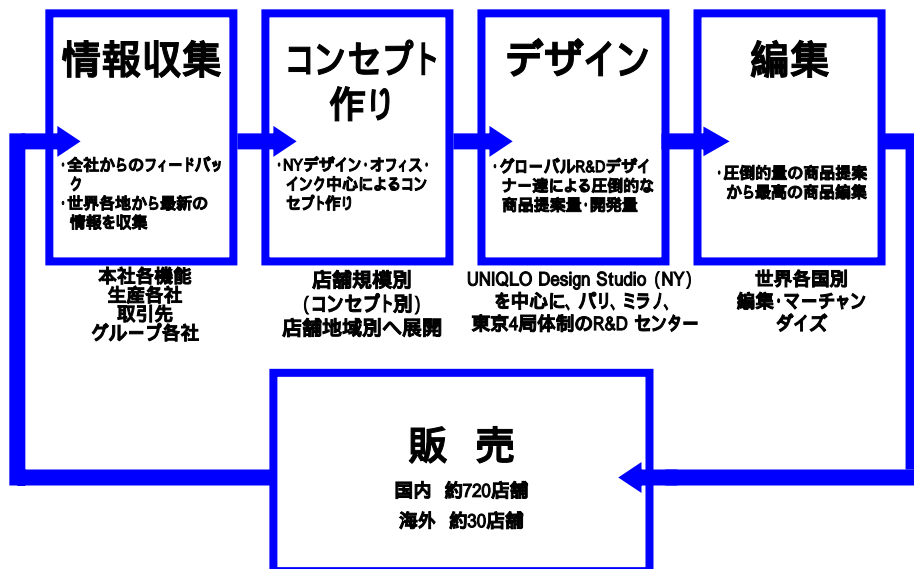 情報収集
・全社からのフィードバッ
ク
・世界各地から最新の
情報を収集
本社各機能
生産各社
取引先
グループ各社
コンセプト
作り
・NYデザイン・オフィス・
インク中心によるコン
セプト作り
店舗規模別
(コンセプト別)
店舗地域別へ展開
デザイン
・グローバルR&Dデザイ
ナー達による圧倒的な
商品提案量・開発量
UNIQLO Design Studio (NY)
を中心に、パリ、ミラノ、
東京4局体制のR&D センター
編集
・圧倒的量の商品提案
から最高の商品編集
世界各国別
編集・マーチャン
ダイズ
販 売
国内 約720店舗
海外 約30店舗